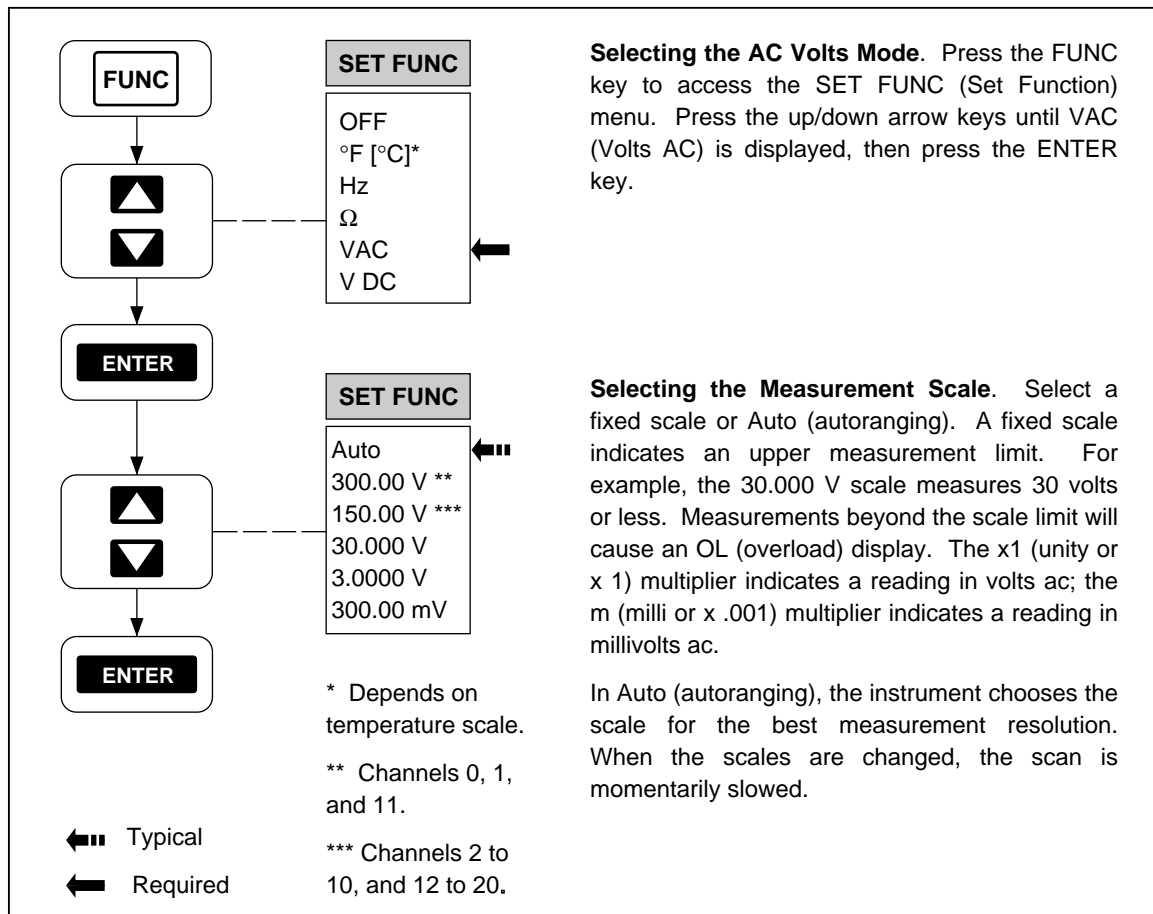 FUNC
SET FUNC
OFF
°F [°C]*
Hz
Ω
VAC
V DC
Selecting the AC Volts Mode. Press the FUNC
key to access the SET FUNC (Set Function)
menu. Press the up/down arrow keys until VAC
(Volts AC) is displayed, then press the ENTER
key.
ENTER
SET FUNC
Auto
300.00 V **
150.00 V ***
30.000 V
3.0000 V
300.00 mV
Selecting the Measurement Scale. Select a
fixed scale or Auto (autoranging). A fixed scale
indicates an upper measurement limit. For
example, the 30.000 V scale measures 30 volts
or less. Measurements beyond the scale limit will
cause an OL (overload) display. The x1 (unity or
x 1) multiplier indicates a reading in volts ac; the
m (milli or x .001) multiplier indicates a reading in
millivolts ac.
ENTER
In Auto (autoranging), the instrument chooses the
scale for the best measurement resolution.
When the scales are changed, the scan is
momentarily slowed.
* Depends on
temperature scale.
** Channels 0, 1,
and 11.
*** Channels 2 to
10, and 12 to 20.
Typical
Required